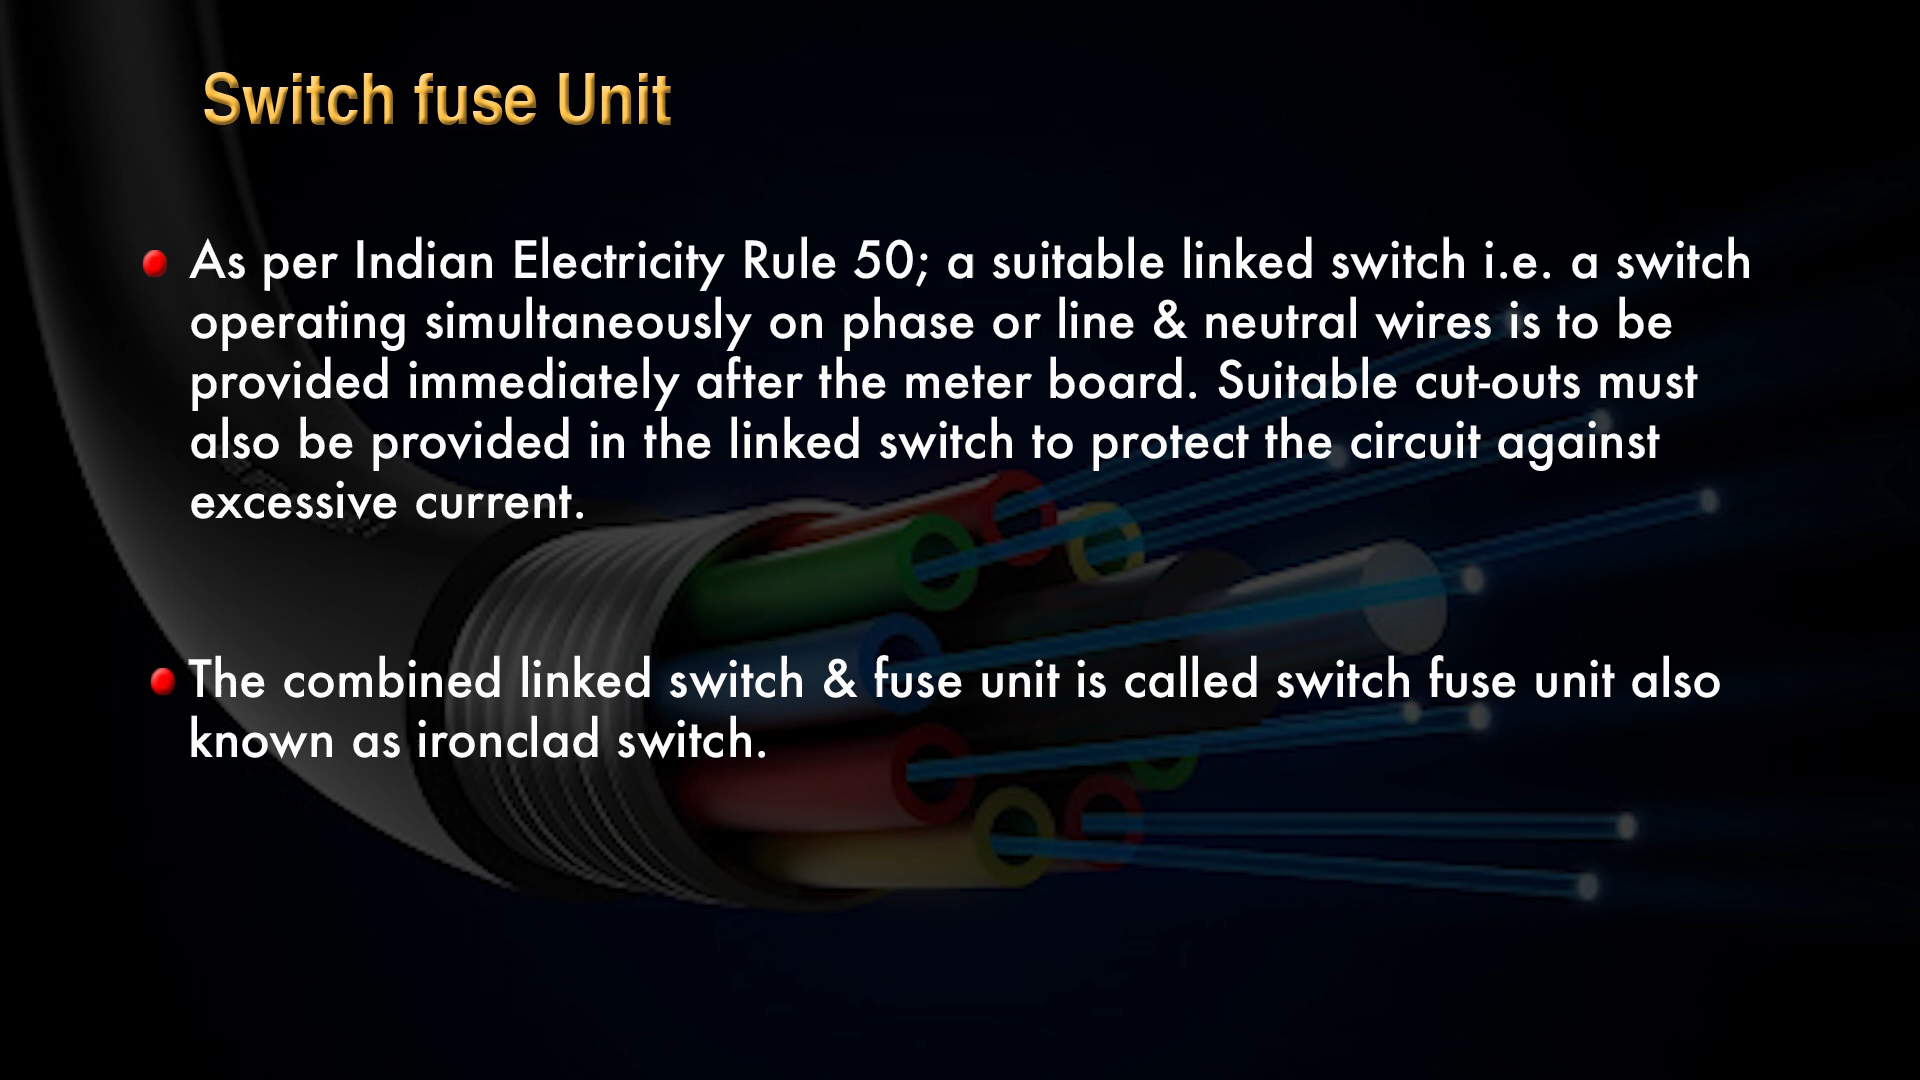 Switch fuse Unit
As per Indian Electricity Rule 50; a suitable linked switch i.e. a switch
operating simultaneously on phase or line & neutral wires is to be
provided immediately after the meter board. Suitable cut-outs must
also be provided in the linked switch to protect the circuit against
excessive current.
The combined linked switch & fuse unit is called switch fuse unit also
known as ironclad switch.